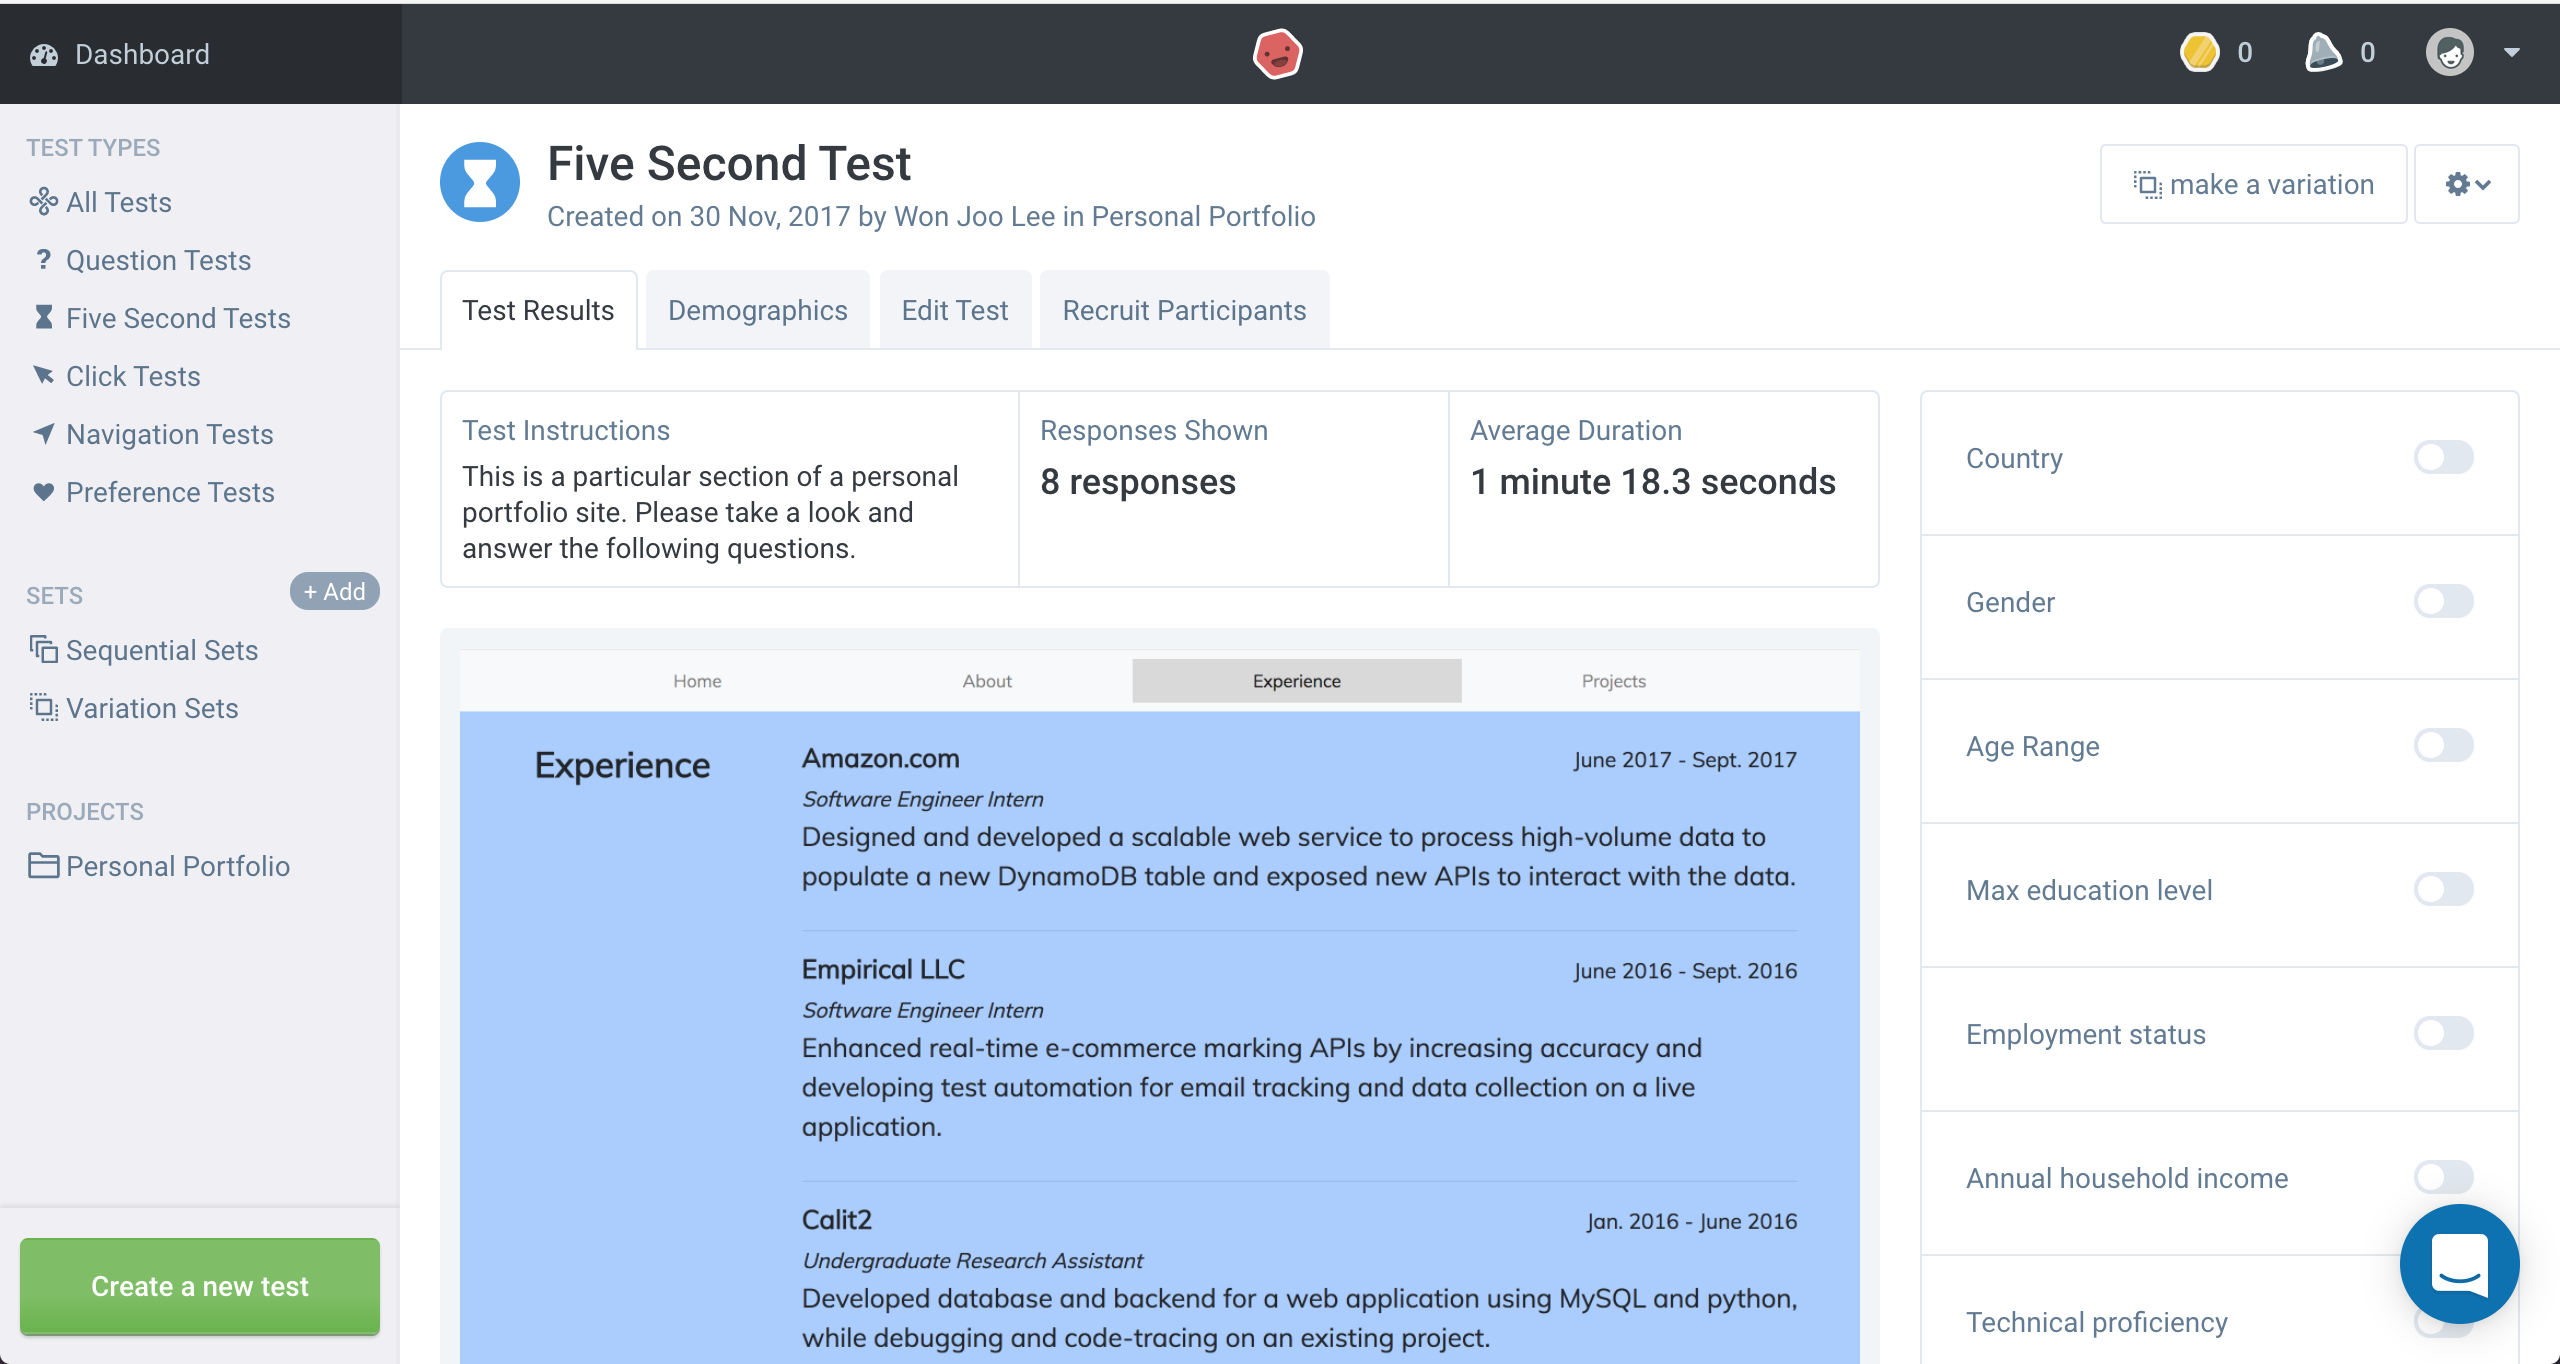 Dashboard
0
0
TEST TYPES
All Tests
Question Tests
Five Second Tests
Click Tests
Navigation Tests
Preference Tests
SETS
+ Add
Sequential Sets
Variation Sets
PROJECTS
Personal Portfolio
Create a new test
Five Second Test
Created on 30 Nov, 2017 by Won Joo Lee in Personal Portfolio
make a variation
Test Results
Demographics
Edit Test
Recruit Participants
Test Instructions
This is a particular section of a personal
portfolio site. Please take a look and
answer the following questions.
Responses Shown
8 responses
Average Duration
1 minute 18.3 seconds
Home
About
Experience
Projects
Experience
Amazon.com
June 2017 - Sept. 2017
Software Engineer Intern
Designed and developed a scalable web service to process high-volume data to
populate a new DynamoDB table and exposed new APIs to interact with the data.
Empirical LLC
June 2016 - Sept. 2016
Software Engineer Intern
Enhanced real-time e-commerce marking APIs by increasing accuracy and
developing test automation for email tracking and data collection on a live
application.
Calit2
Jan. 2016 - June 2016
Undergraduate Research Assistant
Developed database and backend for a web application using MySQL and python,
while debugging and code-tracing on an existing project.
Country
Gender
Age Range
Max education level
Employment status
Annual household income
Technical proficiency